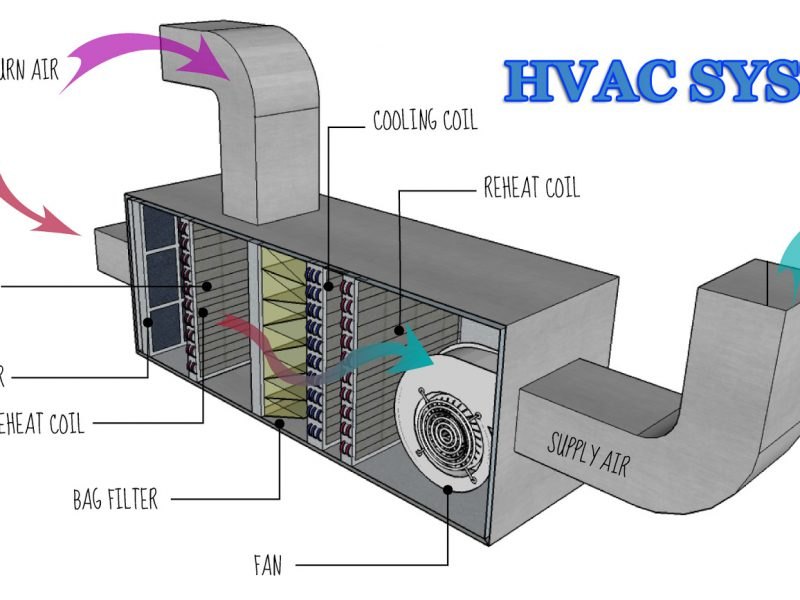 URN AIR
HVAC SYS
COOLING COIL
REHEAT COIL
R
EHEAT COIL
SUPPLY AIR
BAG FILTER
FAN